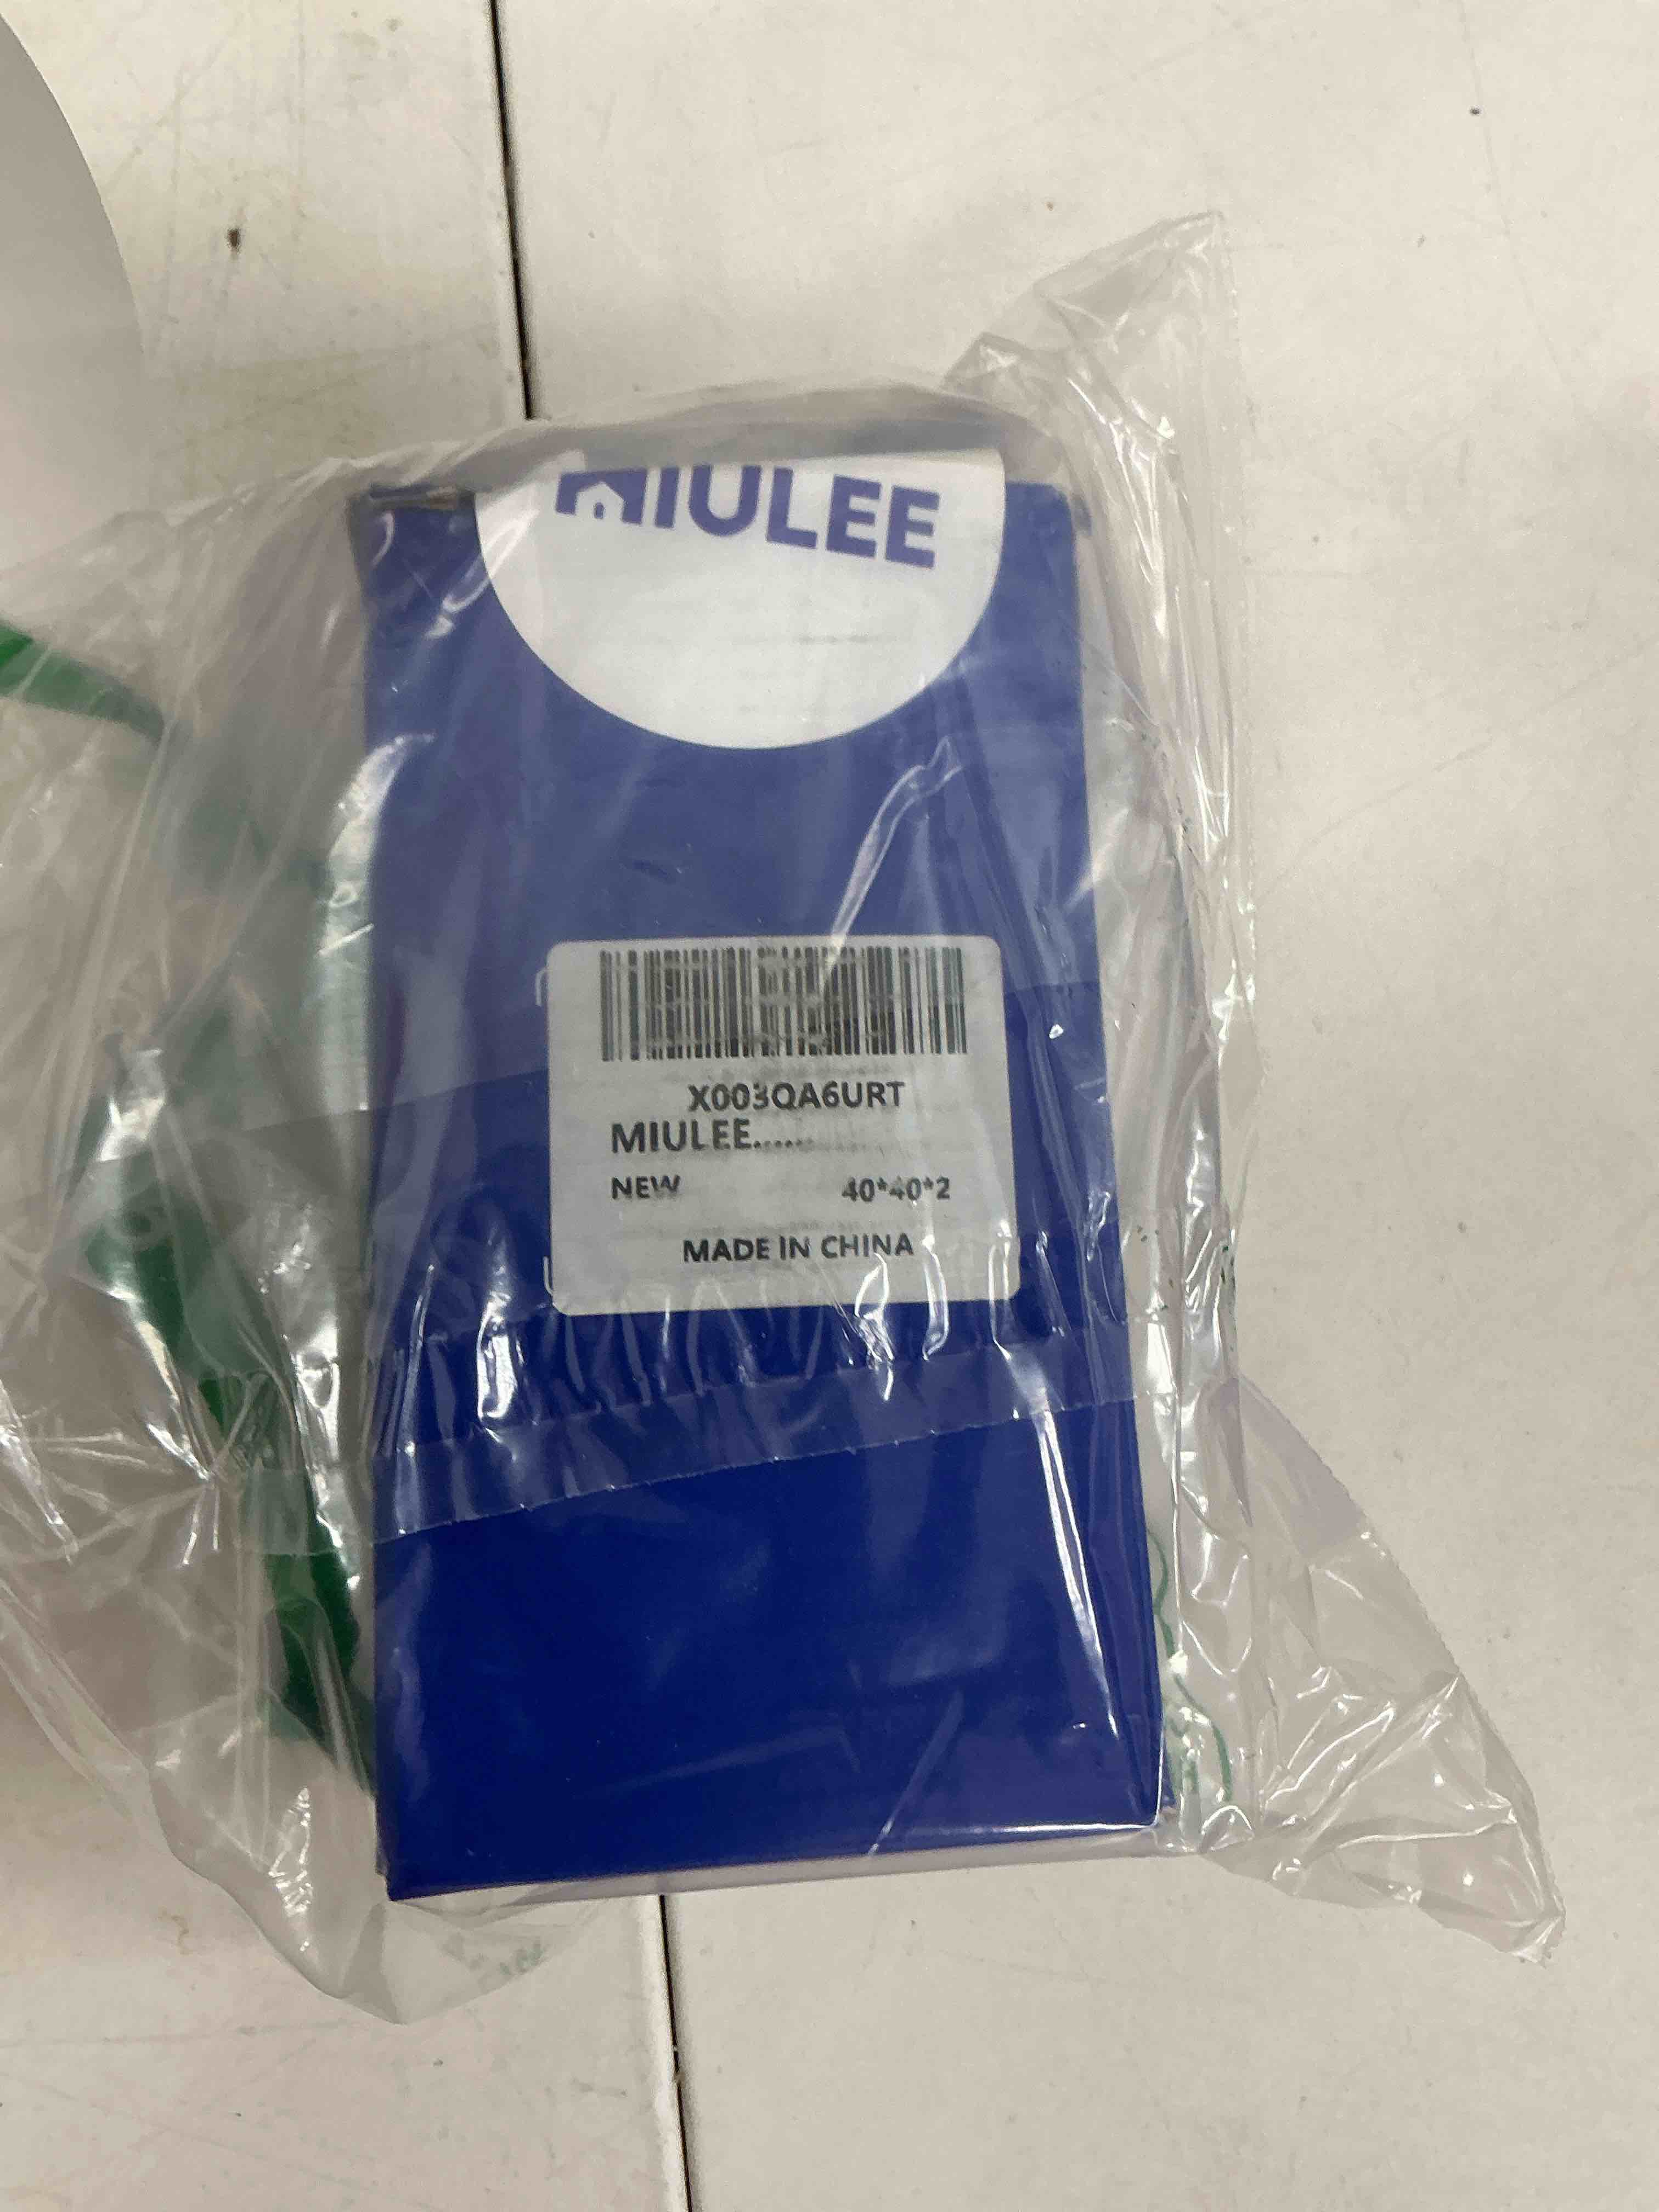 MIULEE
X003QA6URT
MIULEE......
NEW 40*40*2
MADE IN CHINA